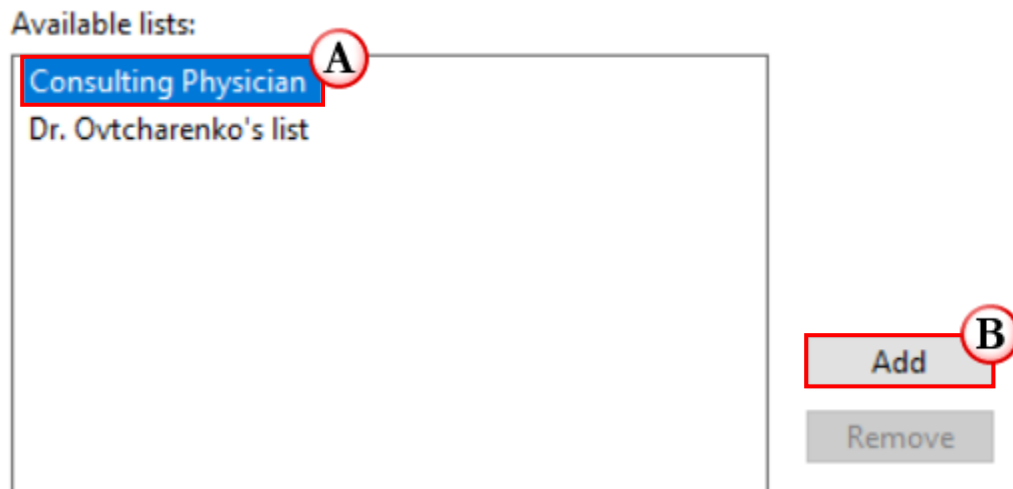 Available lists:
A
Consulting Physician
Dr. Ovtcharenko's list
B
Add
Remove